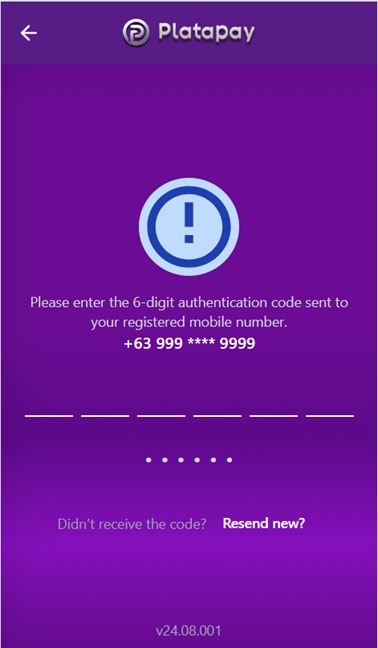 Platapay
Please enter the 6-digit authentication code sent to
your registered mobile number.
+63 999 **** 9999
Didn't receive the code? Resend new?
v24.08.001